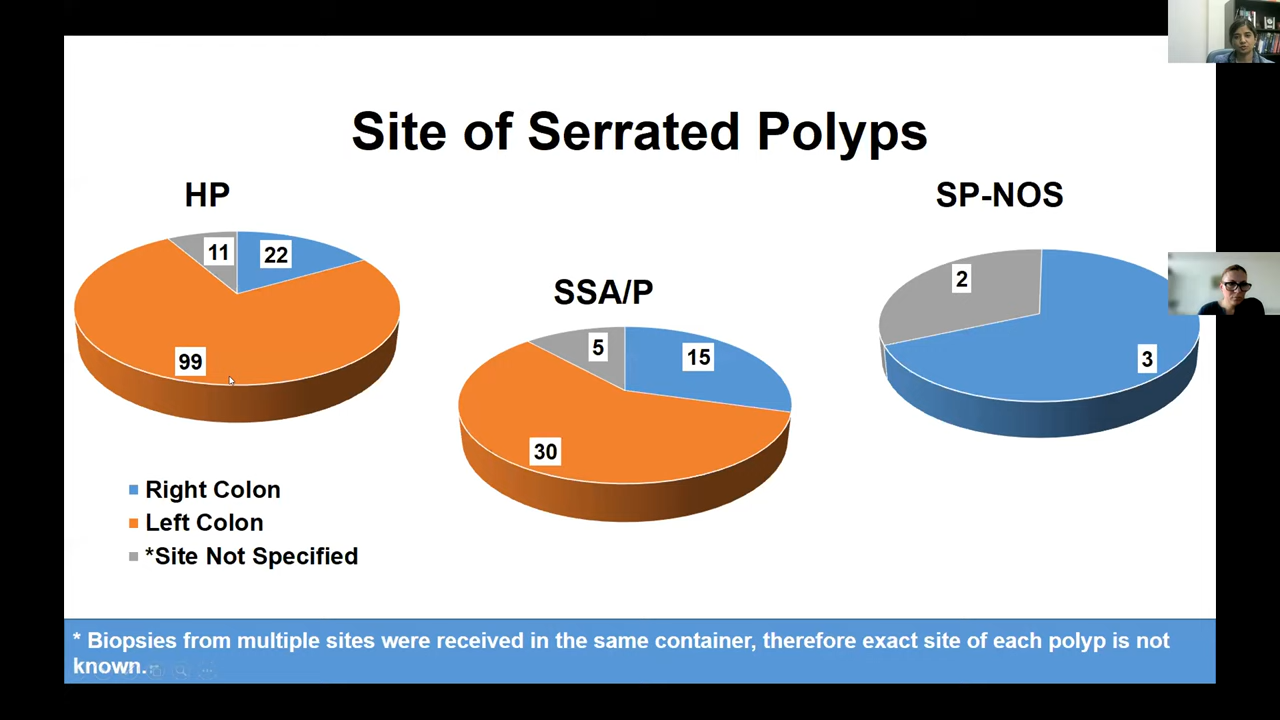 Site of Serrated Polyps
HP
11
22
99
SSA/P
5
15
30
SP-NOS
2
3
Right Colon
Left Colon
*Site Not Specified
* Biopsies from multiple sites were received in the same container, therefore exact site of each polyp is not
known.